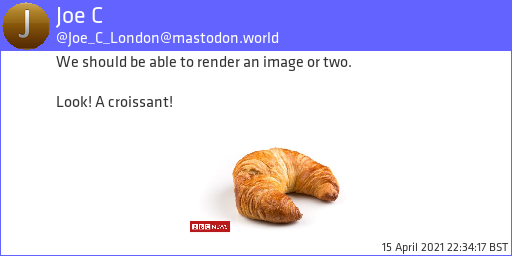 J
Joe C
@Joe_C_London@mastodon.world
We should be able to render an image or two.
Look! A croissant!
BBC NEWS
15 April 2021 22:34:17 BST